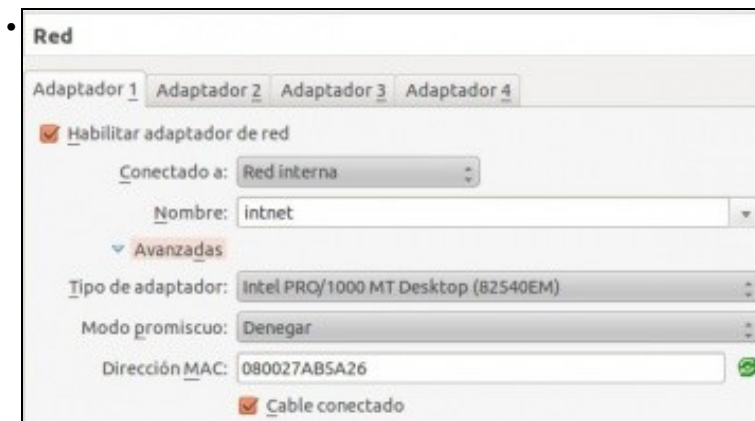 Red
Adaptador 1 Adaptador 2 Adaptador 3 Adaptador 4
Habilitar adaptador de red
Conectado a: Red interna
Nombre: intnet
Avanzadas
Tipo de adaptador: Intel PRO/1000 MT Desktop (82540EM)
Modo promiscuo: Denegar
Dirección MAC: 080027AB5A26
Cable conectado